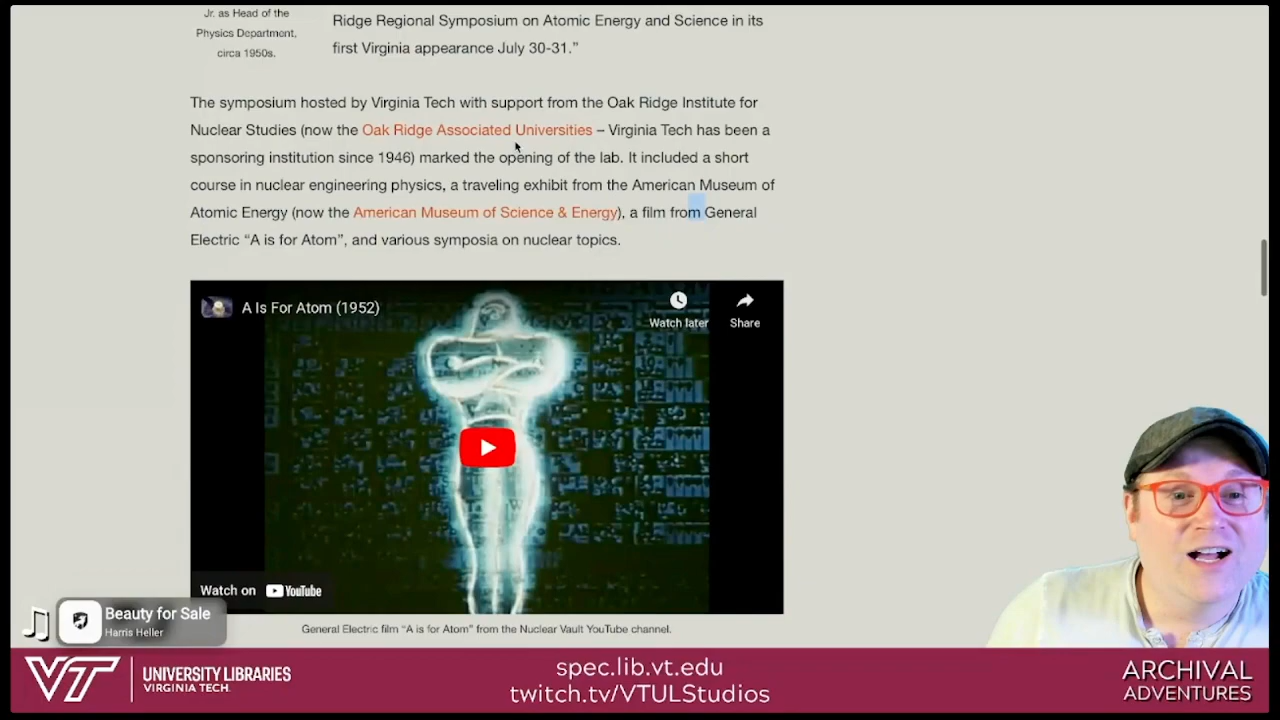 Jr. as Head of the
Physics Department,
circa 1950s.
Ridge Regional Symposium on Atomic Energy and Science in its
first Virginia appearance July 30-31.”
The symposium hosted by Virginia Tech with support from the Oak Ridge Institute for
Nuclear Studies (now the Oak Ridge Associated Universities – Virginia Tech has been a
sponsoring institution since 1946) marked the opening of the lab. It included a short
course in nuclear engineering physics, a traveling exhibit from the American Museum of
Atomic Energy (now the American Museum of Science & Energy), a film from General
Electric “A is for Atom”, and various symposia on nuclear topics.
A Is For Atom (1952)
Watch later
Share
Watch on YouTube
General Electric film “A is for Atom” from the Nuclear Vault YouTube channel.
Beauty for Sale
Harris Heller
VT
UNIVERSITY LIBRARIES
VIRGINIA TECH.
spec.lib.vt.edu
twitch.tv/VTULStudios
ARCHIVAL
ADVENTURES